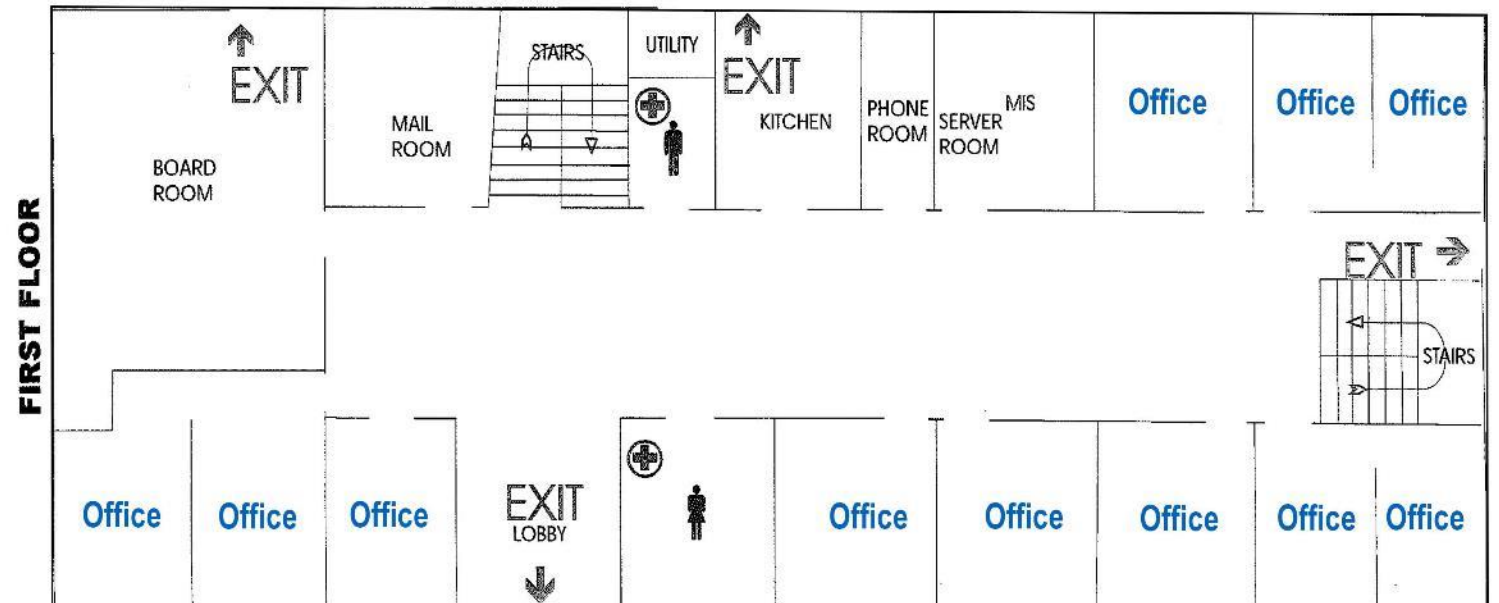 FIRST FLOOR
EXIT
BOARD
ROOM
MAIL
ROOM
STAIRS
UTILITY
EXIT
KITCHEN
PHONE
ROOM
SERVER
ROOM
MIS
Office
Office
Office
EXIT
STAIRS
Office
Office
Office
EXIT
LOBBY
Office
Office
Office
Office
Office